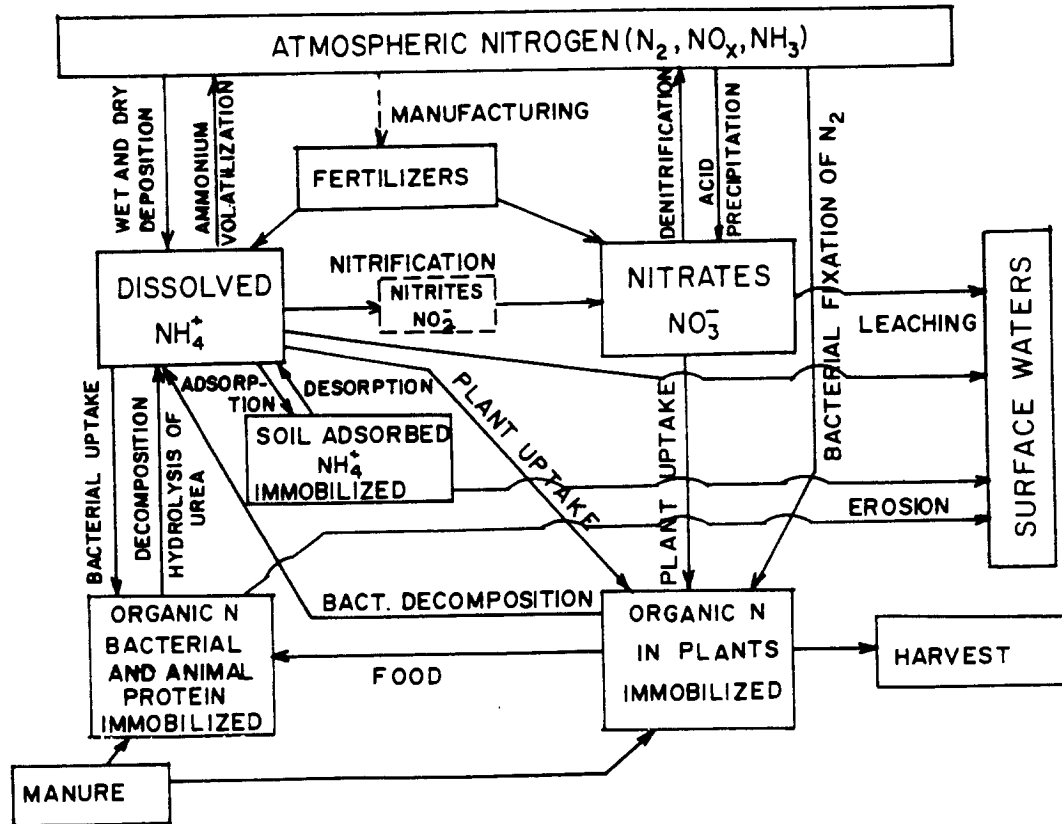 ATMOSPHERIC NITROGEN (N₂, NOₓ, NH₃)
WET AND DRY
DEPOSITION
AMMONIUM
VOLATILIZATION
MANUFACTURING
DENITRIFICATION
ACID
PRECIPITATION
BACTERIAL FIXATION OF N₂
FERTILIZERS
DISSOLVED
NH₄⁺
NITRIFICATION
NITRITES
NO₂⁻
NITRATES
NO₃⁻
LEACHING
SURFACE WATERS
BACTERIAL UPTAKE
DECOMPOSITION
HYDROLYSIS OF
UREA
ADSORP-
TION
DESORPTION
SOIL ADSORBED
NH₄⁺
IMMOBILIZED
PLANT UPTAKE
PLANT UPTAKE
EROSION
ORGANIC N
BACTERIAL
AND ANIMAL
PROTEIN
IMMOBILIZED
BACT. DECOMPOSITION
FOOD
ORGANIC N
IN PLANTS
IMMOBILIZED
HARVEST
MANURE